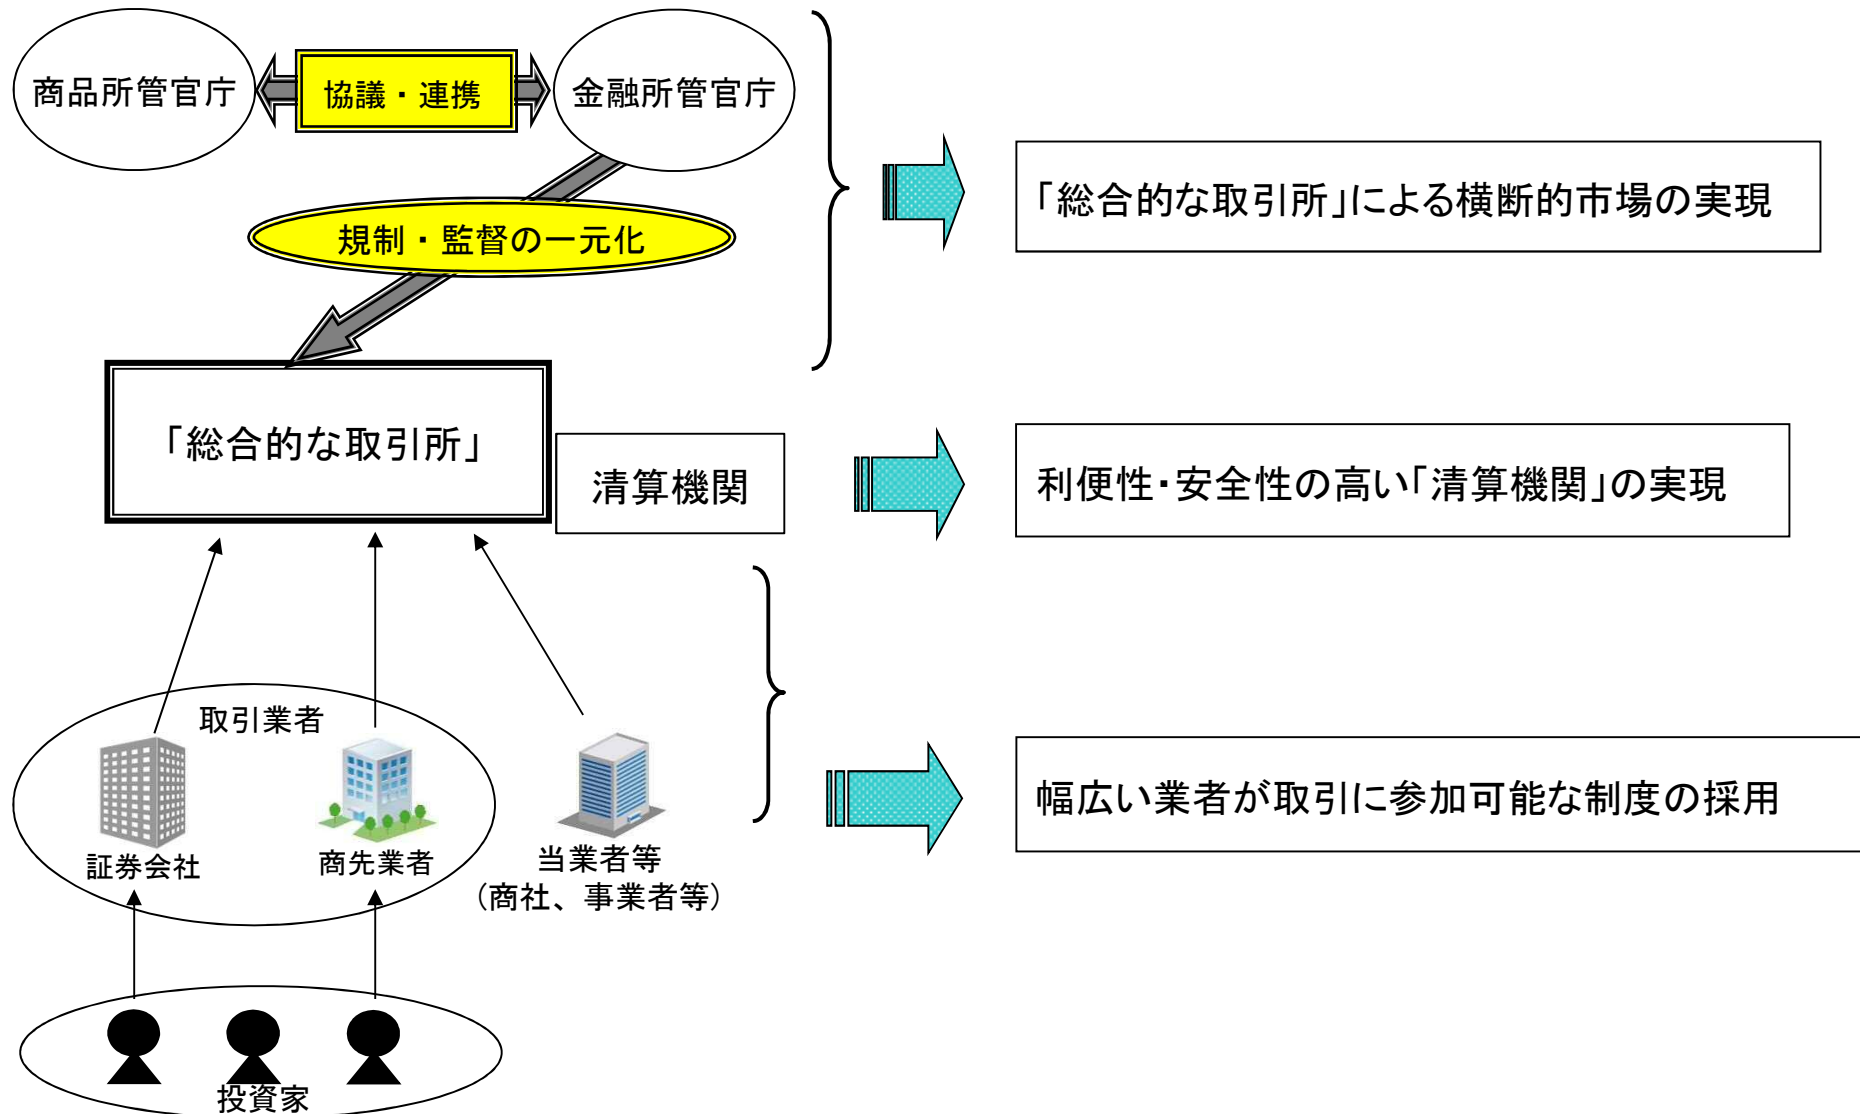 商品所管官庁
協議・連携
金融所管官庁
規制・監督の一元化
「総合的な取引所」による横断的市場の実現
「総合的な取引所」
清算機関
利便性・安全性の高い「清算機関」の実現
取引業者
証券会社
商先業者
当業者等
(商社、事業者等)
幅広い業者が取引に参加可能な制度の採用
投資家